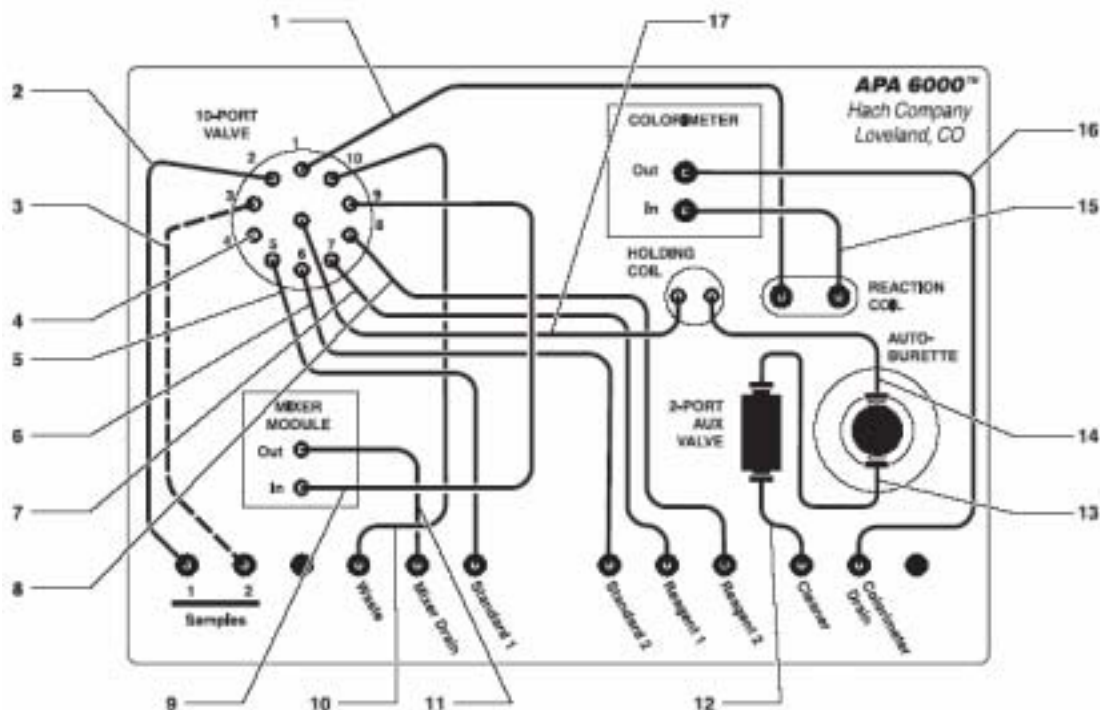 1
17
2
3
4
5
6
7
8
9
10
11
12
13
14
15
16
APA 6000™
Hach Company
Loveland, CO
10-PORT
VALVE
1
2
3
4
5
6
7
8
9
10
COLORIMETER
Out
In
HOLDING
COIL
REACTION
COIL
AUTO-
BURETTE
2-PORT
AUX
VALVE
MIXER
MODULE
Out
In
1
2
Samples
Waste
Mixer Drain
Standard 1
Standard 2
Reagent 1
Reagent 2
Cleaner
Colorimeter
Drain